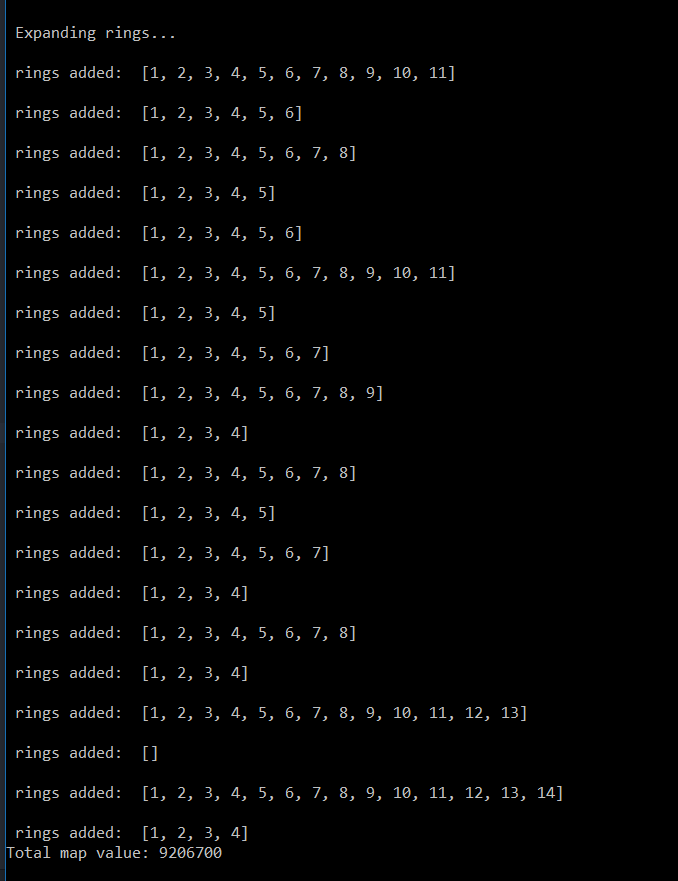 Expanding rings...
rings added:  [1, 2, 3, 4, 5, 6, 7, 8, 9, 10, 11]
rings added:  [1, 2, 3, 4, 5, 6]
rings added:  [1, 2, 3, 4, 5, 6, 7, 8]
rings added:  [1, 2, 3, 4, 5]
rings added:  [1, 2, 3, 4, 5, 6]
rings added:  [1, 2, 3, 4, 5, 6, 7, 8, 9, 10, 11]
rings added:  [1, 2, 3, 4, 5]
rings added:  [1, 2, 3, 4, 5, 6, 7]
rings added:  [1, 2, 3, 4, 5, 6, 7, 8, 9]
rings added:  [1, 2, 3, 4]
rings added:  [1, 2, 3, 4, 5, 6, 7, 8]
rings added:  [1, 2, 3, 4, 5]
rings added:  [1, 2, 3, 4, 5, 6, 7]
rings added:  [1, 2, 3, 4]
rings added:  [1, 2, 3, 4, 5, 6, 7, 8]
rings added:  [1, 2, 3, 4]
rings added:  [1, 2, 3, 4, 5, 6, 7, 8, 9, 10, 11, 12, 13]
rings added:  []
rings added:  [1, 2, 3, 4, 5, 6, 7, 8, 9, 10, 11, 12, 13, 14]
rings added:  [1, 2, 3, 4]
Total map value: 9206700